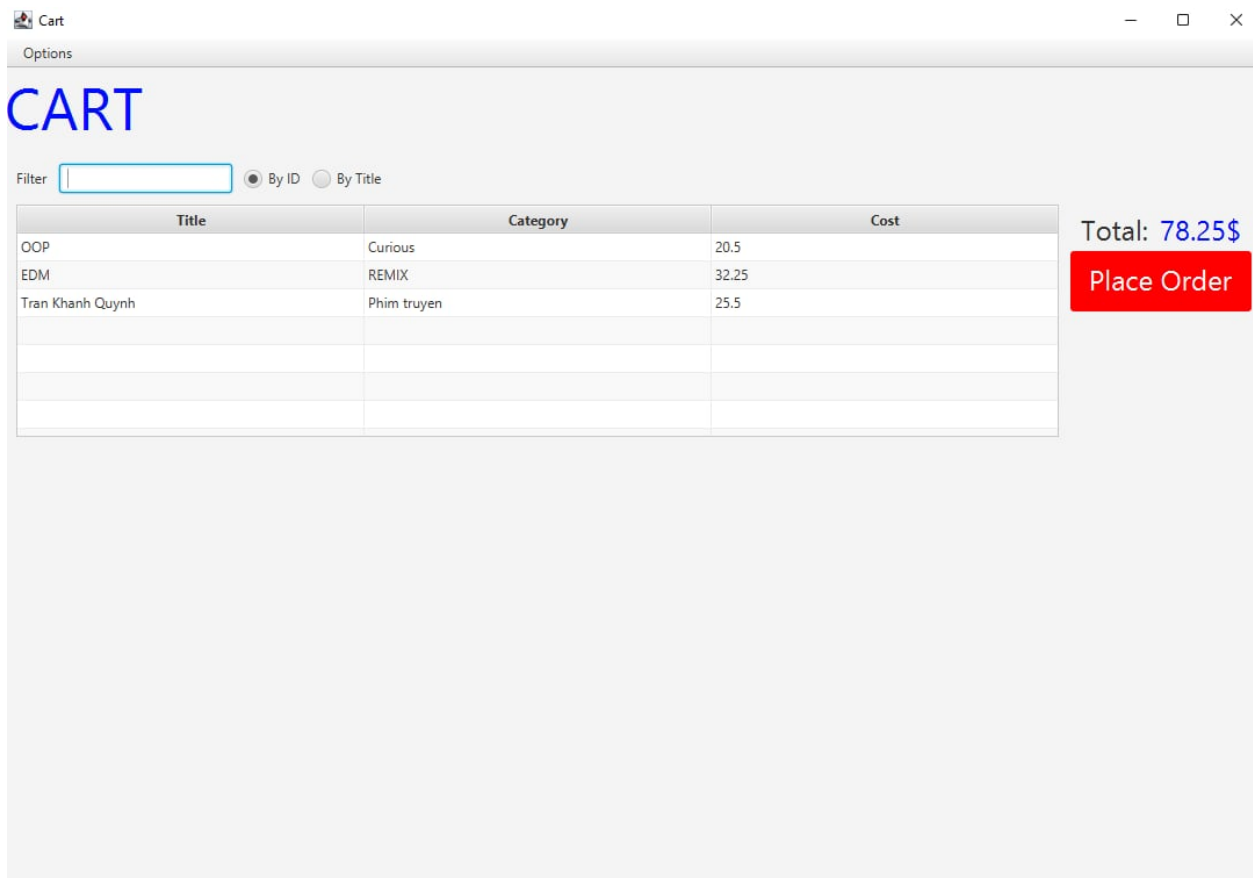 Cart
Options
CART
Filter By ID By Title
Title Category Cost
OOP Curious 20.5
EDM REMIX 32.25
Tran Khanh Quynh Phim truyen 25.5
Total: 78.25$
Place Order